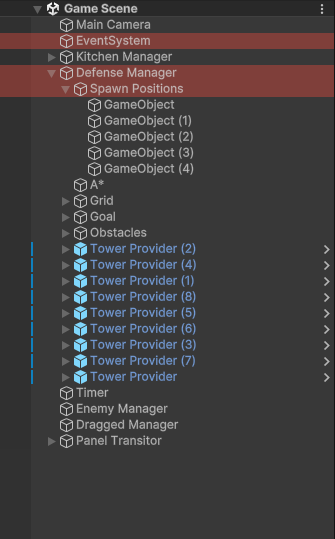 Game Scene
Main Camera
EventSystem
Kitchen Manager
Defense Manager
Spawn Positions
GameObject
GameObject (1)
GameObject (2)
GameObject (3)
GameObject (4)
A*
Grid
Goal
Obstacles
Tower Provider (2)
Tower Provider (4)
Tower Provider (1)
Tower Provider (8)
Tower Provider (5)
Tower Provider (6)
Tower Provider (3)
Tower Provider (7)
Tower Provider
Timer
Enemy Manager
Dragged Manager
Panel Transitor